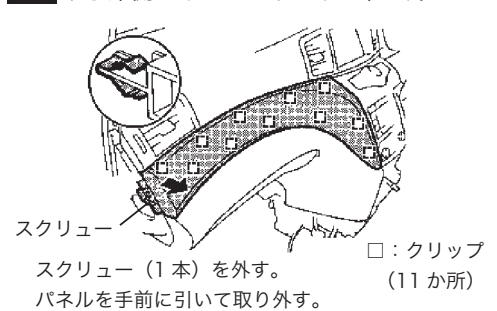 スクリュー
□：クリップ
（11 か所）
スクリュー（1 本）を外す。
パネルを手前に引いて取り外す。